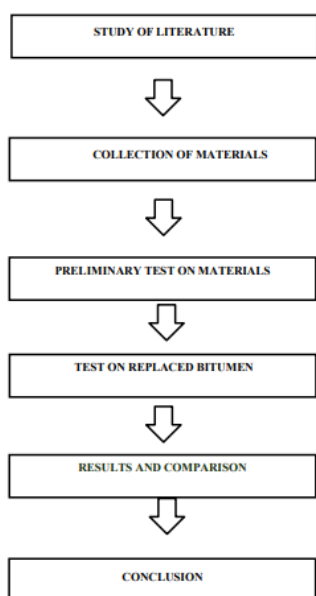 STUDY OF LITERATURE
COLLECTION OF MATERIALS
PRELIMINARY TEST ON MATERIALS
TEST ON REPLACED BITUMEN
RESULTS AND COMPARISON
CONCLUSION